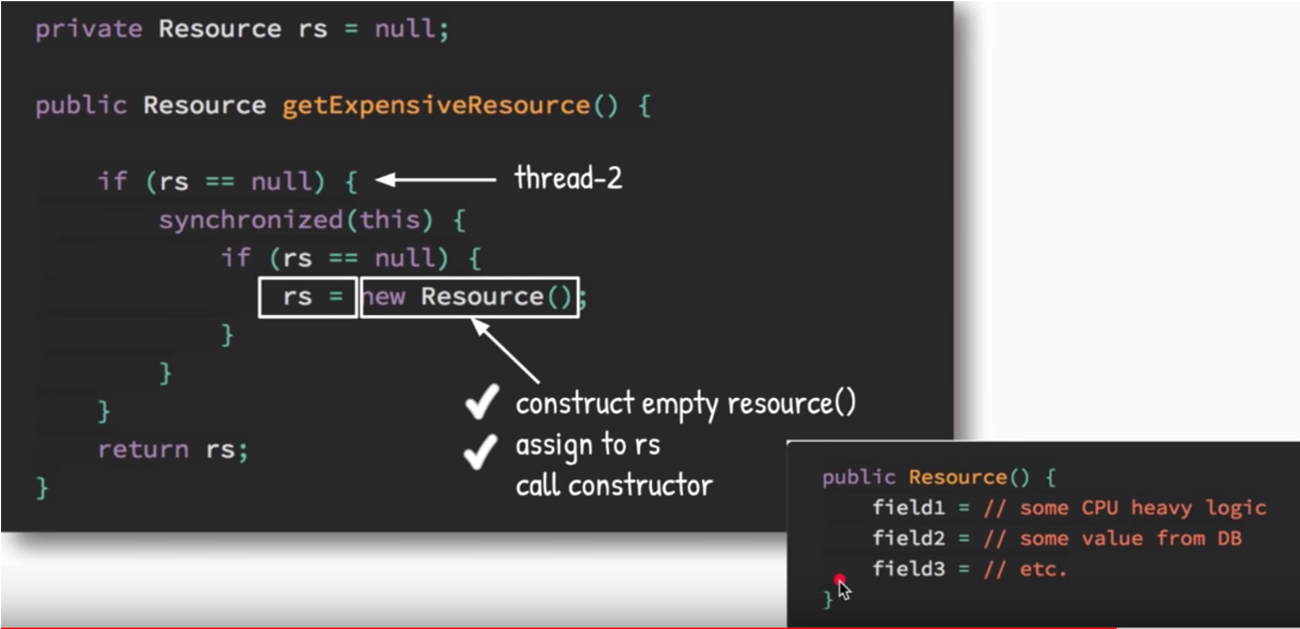 private Resource rs = null;
public Resource getExpensiveResource() {
if (rs == null) {
thread-2
synchronized(this) {
if (rs == null) {
rs = new Resource();
}
}
}
return rs;
}
construct empty resource()
assign to rs
call constructor
public Resource() {
field1 = // some CPU heavy logic
field2 = // some value from DB
field3 = // etc.
}